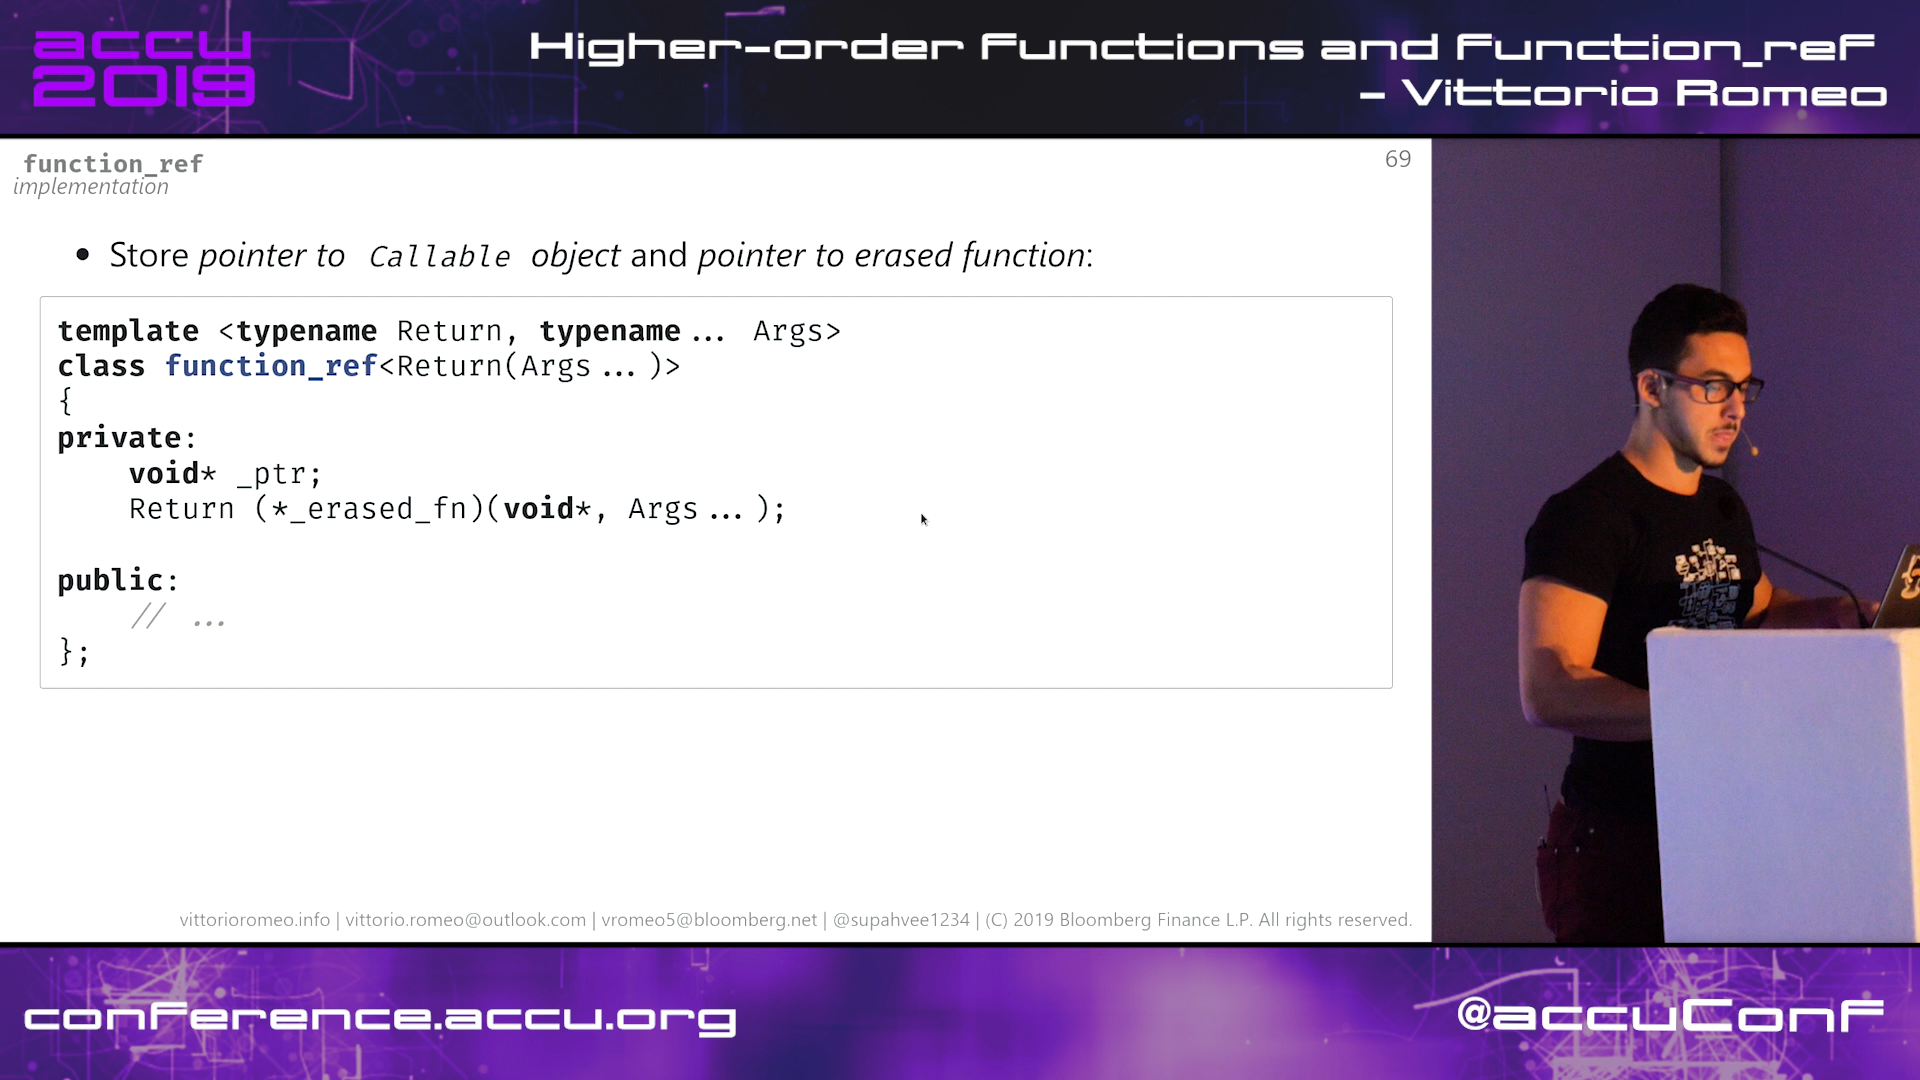 accu
2019
Higher-order Functions and function_ref
- Vittorio Romeo
function_ref
implementation
69
• Store pointer to Callable object and pointer to erased function:
template <typename Return, typename... Args>
class function_ref<Return(Args...)>
{
private:
    void* _ptr;
    Return (*_erased_fn)(void*, Args...);
public:
    // ...
};
vittorioromeo.info | vittorio.romeo@outlook.com | vromeo5@bloomberg.net | @supahvee1234 | (C) 2019 Bloomberg Finance L.P. All rights reserved.
conference.accu.org
@accuConf